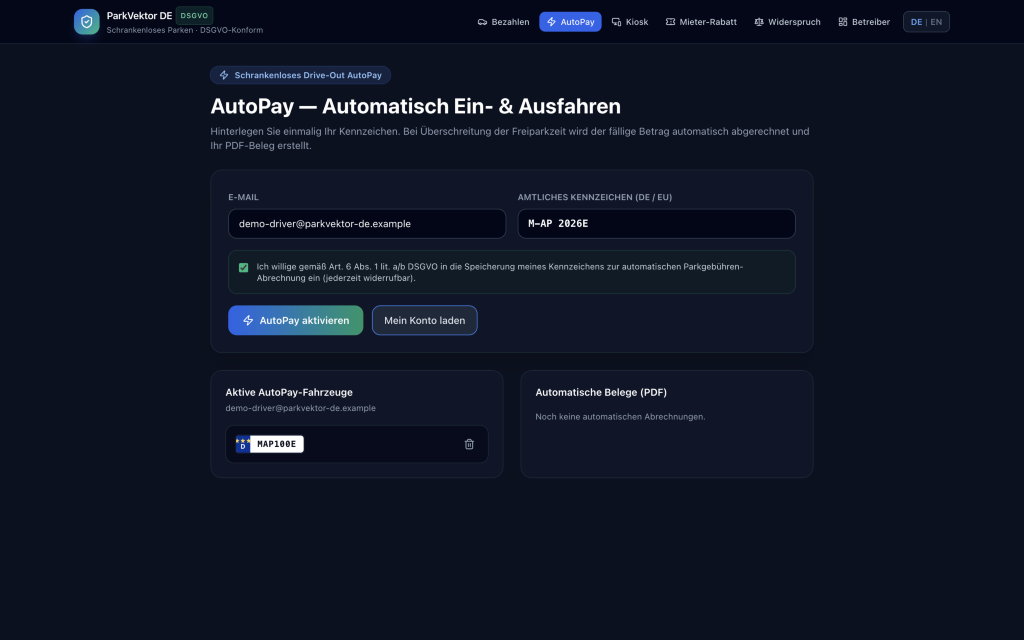 ParkVektor DE DSGVO
Schrankenloses Parken · DSGVO-Konform
Bezahlen
AutoPay
Kiosk
Mieter-Rabatt
Widerspruch
Betreiber
DE | EN
Schrankenloses Drive-Out AutoPay
AutoPay — Automatisch Ein- & Ausfahren
Hinterlegen Sie einmalig Ihr Kennzeichen. Bei Überschreitung der Freiparkzeit wird der fällige Betrag automatisch abgerechnet und
Ihr PDF-Beleg erstellt.
E-MAIL
AMTLICHES KENNZEICHEN (DE / EU)
demo-driver@parkvektor-de.example
M-AP 2026E
Ich willige gemäß Art. 6 Abs. 1 lit. a/b DSGVO in die Speicherung meines Kennzeichens zur automatischen Parkgebühren-
Abrechnung ein (jederzeit widerrufbar).
AutoPay aktivieren
Mein Konto laden
Aktive AutoPay-Fahrzeuge
demo-driver@parkvektor-de.example
D MAP100E
Automatische Belege (PDF)
Noch keine automatischen Abrechnungen.